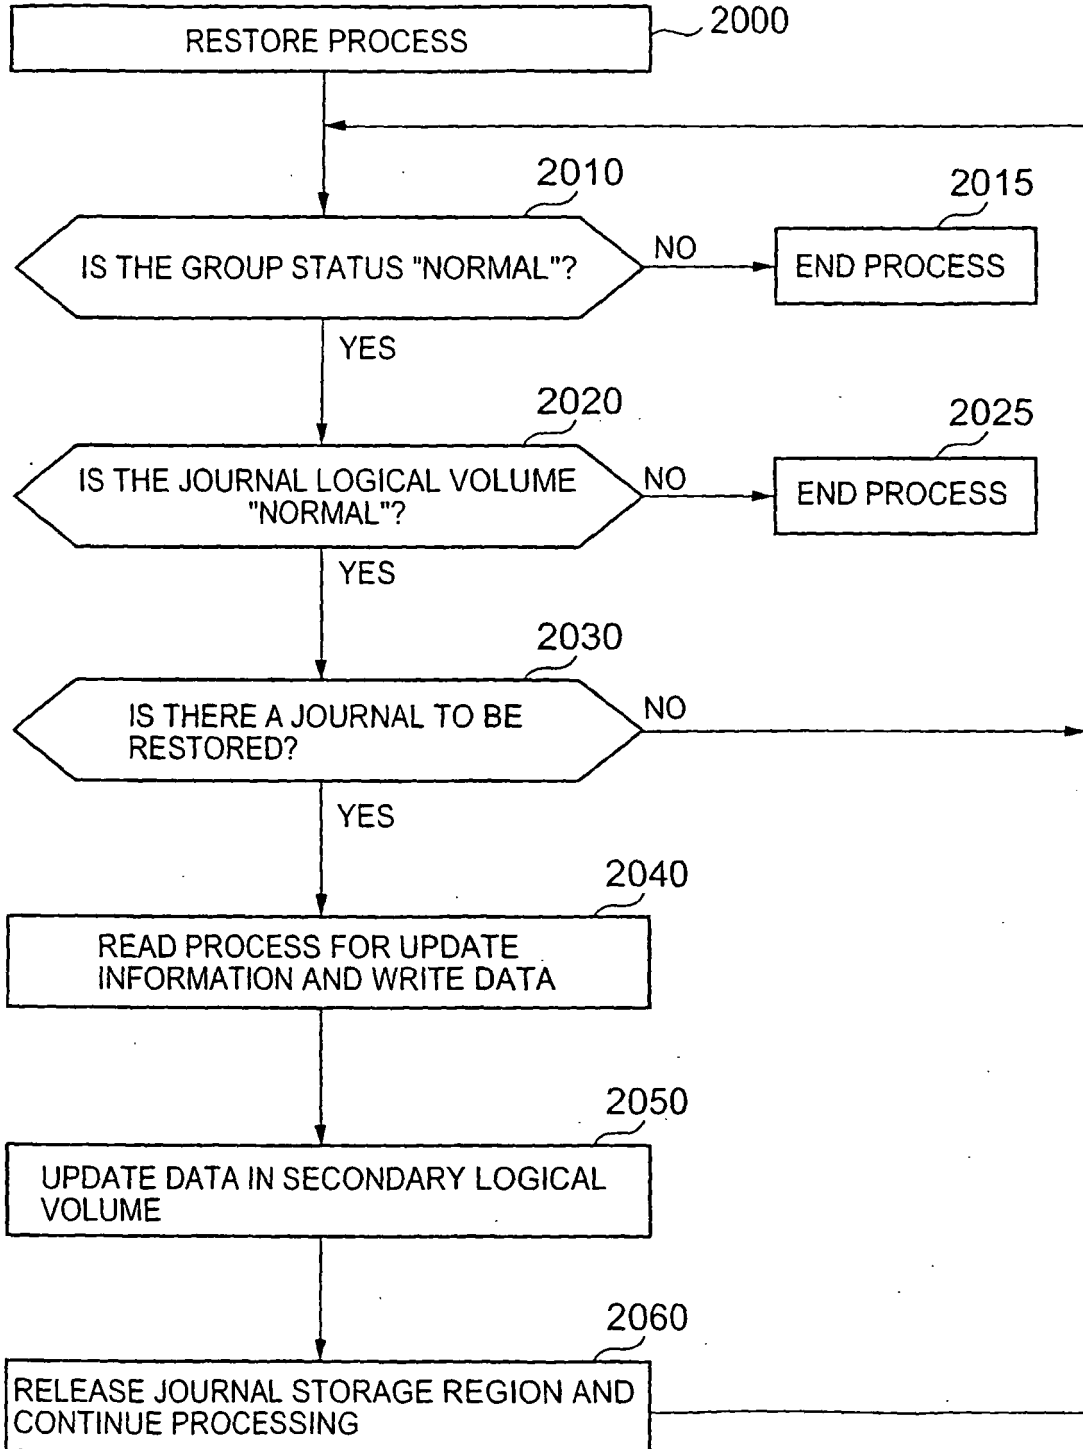 RESTORE PROCESS
2000
2010
IS THE GROUP STATUS "NORMAL"?
NO
2015
END PROCESS
YES
2020
IS THE JOURNAL LOGICAL VOLUME
"NORMAL"?
NO
2025
END PROCESS
YES
2030
IS THERE A JOURNAL TO BE
RESTORED?
NO
YES
2040
READ PROCESS FOR UPDATE
INFORMATION AND WRITE DATA
2050
UPDATE DATA IN SECONDARY LOGICAL
VOLUME
2060
RELEASE JOURNAL STORAGE REGION AND
CONTINUE PROCESSING